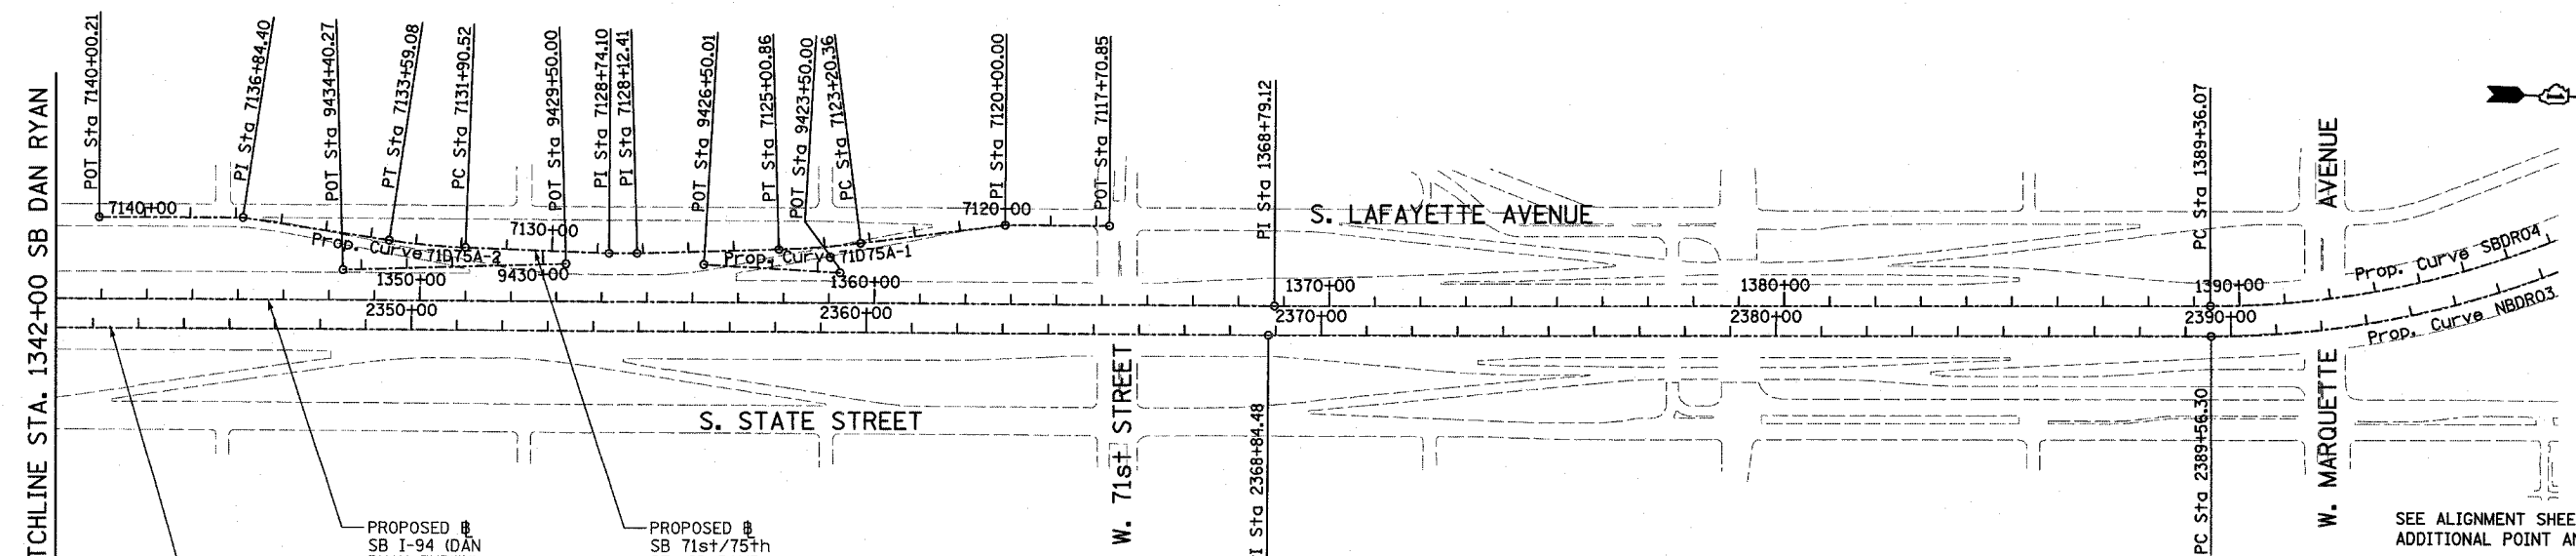 TCHLINE STA. 1342+00 SB DAN RYAN
POT Sta 7140+00.21
PI Sta 7136+84.40
POT Sta 9434+40.27
PT Sta 7133+59.08
PC Sta 7131+90.52
POT Sta 9429+50.00
PI Sta 7128+74.10
PI Sta 7128+12.41
POT Sta 9426+50.01
PT Sta 7125+00.86
POT Sta 9423+50.00
PC Sta 7123+20.36
PI Sta 7120+00.00
POT Sta 7117+70.85
PI Sta 1368+79.12
PC Sta 1389+36.07
7140+00
7130+00
7120+00
S. LAFAYETTE AVENUE
Prop. Curve 71D75A-2
Prop. Curve 71D75A-1
9430+00
1350+00
1360+00
1370+00
1380+00
1390+00
Prop. Curve SBDR04
2350+00
2360+00
2370+00
2380+00
2390+00
Prop. Curve NBDR03
S. STATE STREET
W. 71st STREET
PI Sta 2368+84.48
PC Sta 2389+56.30
W. MARQUETTE AVENUE
PROPOSED ℄
SB I-94 (DAN
PROPOSED ℄
SB 71st/75th
SEE ALIGNMENT SHEE
ADDITIONAL POINT AN